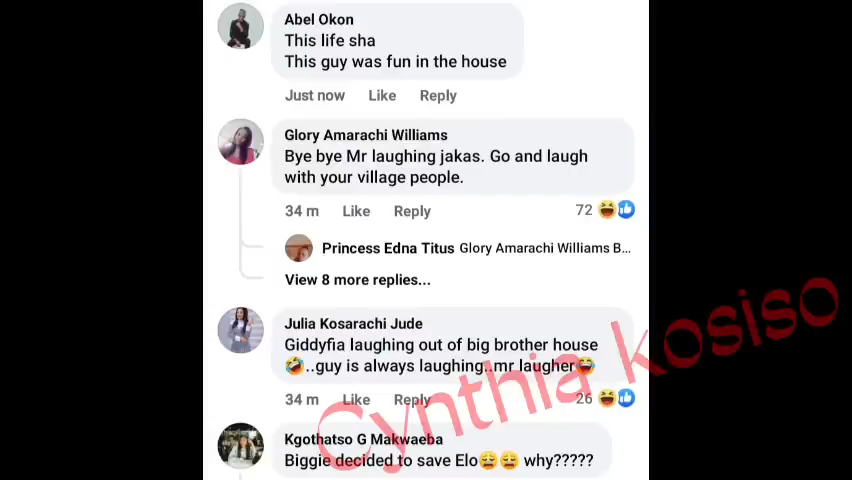 Abel Okon
This life sha
This guy was fun in the house
Just now Like Reply
Glory Amarachi Williams
Bye bye Mr laughing jakas. Go and laugh
with your village people.
34 m Like Reply 72
Princess Edna Titus Glory Amarachi Williams B...
View 8 more replies...
Julia Kosarachi Jude
Giddyfia laughing out of big brother house
🤣..guy is always laughing..mr laugher😂
34 m Like Reply 26
Kgothatso G Makwaeba
Biggie decided to save Elo😩😩 why?????
Cynthia kosiso